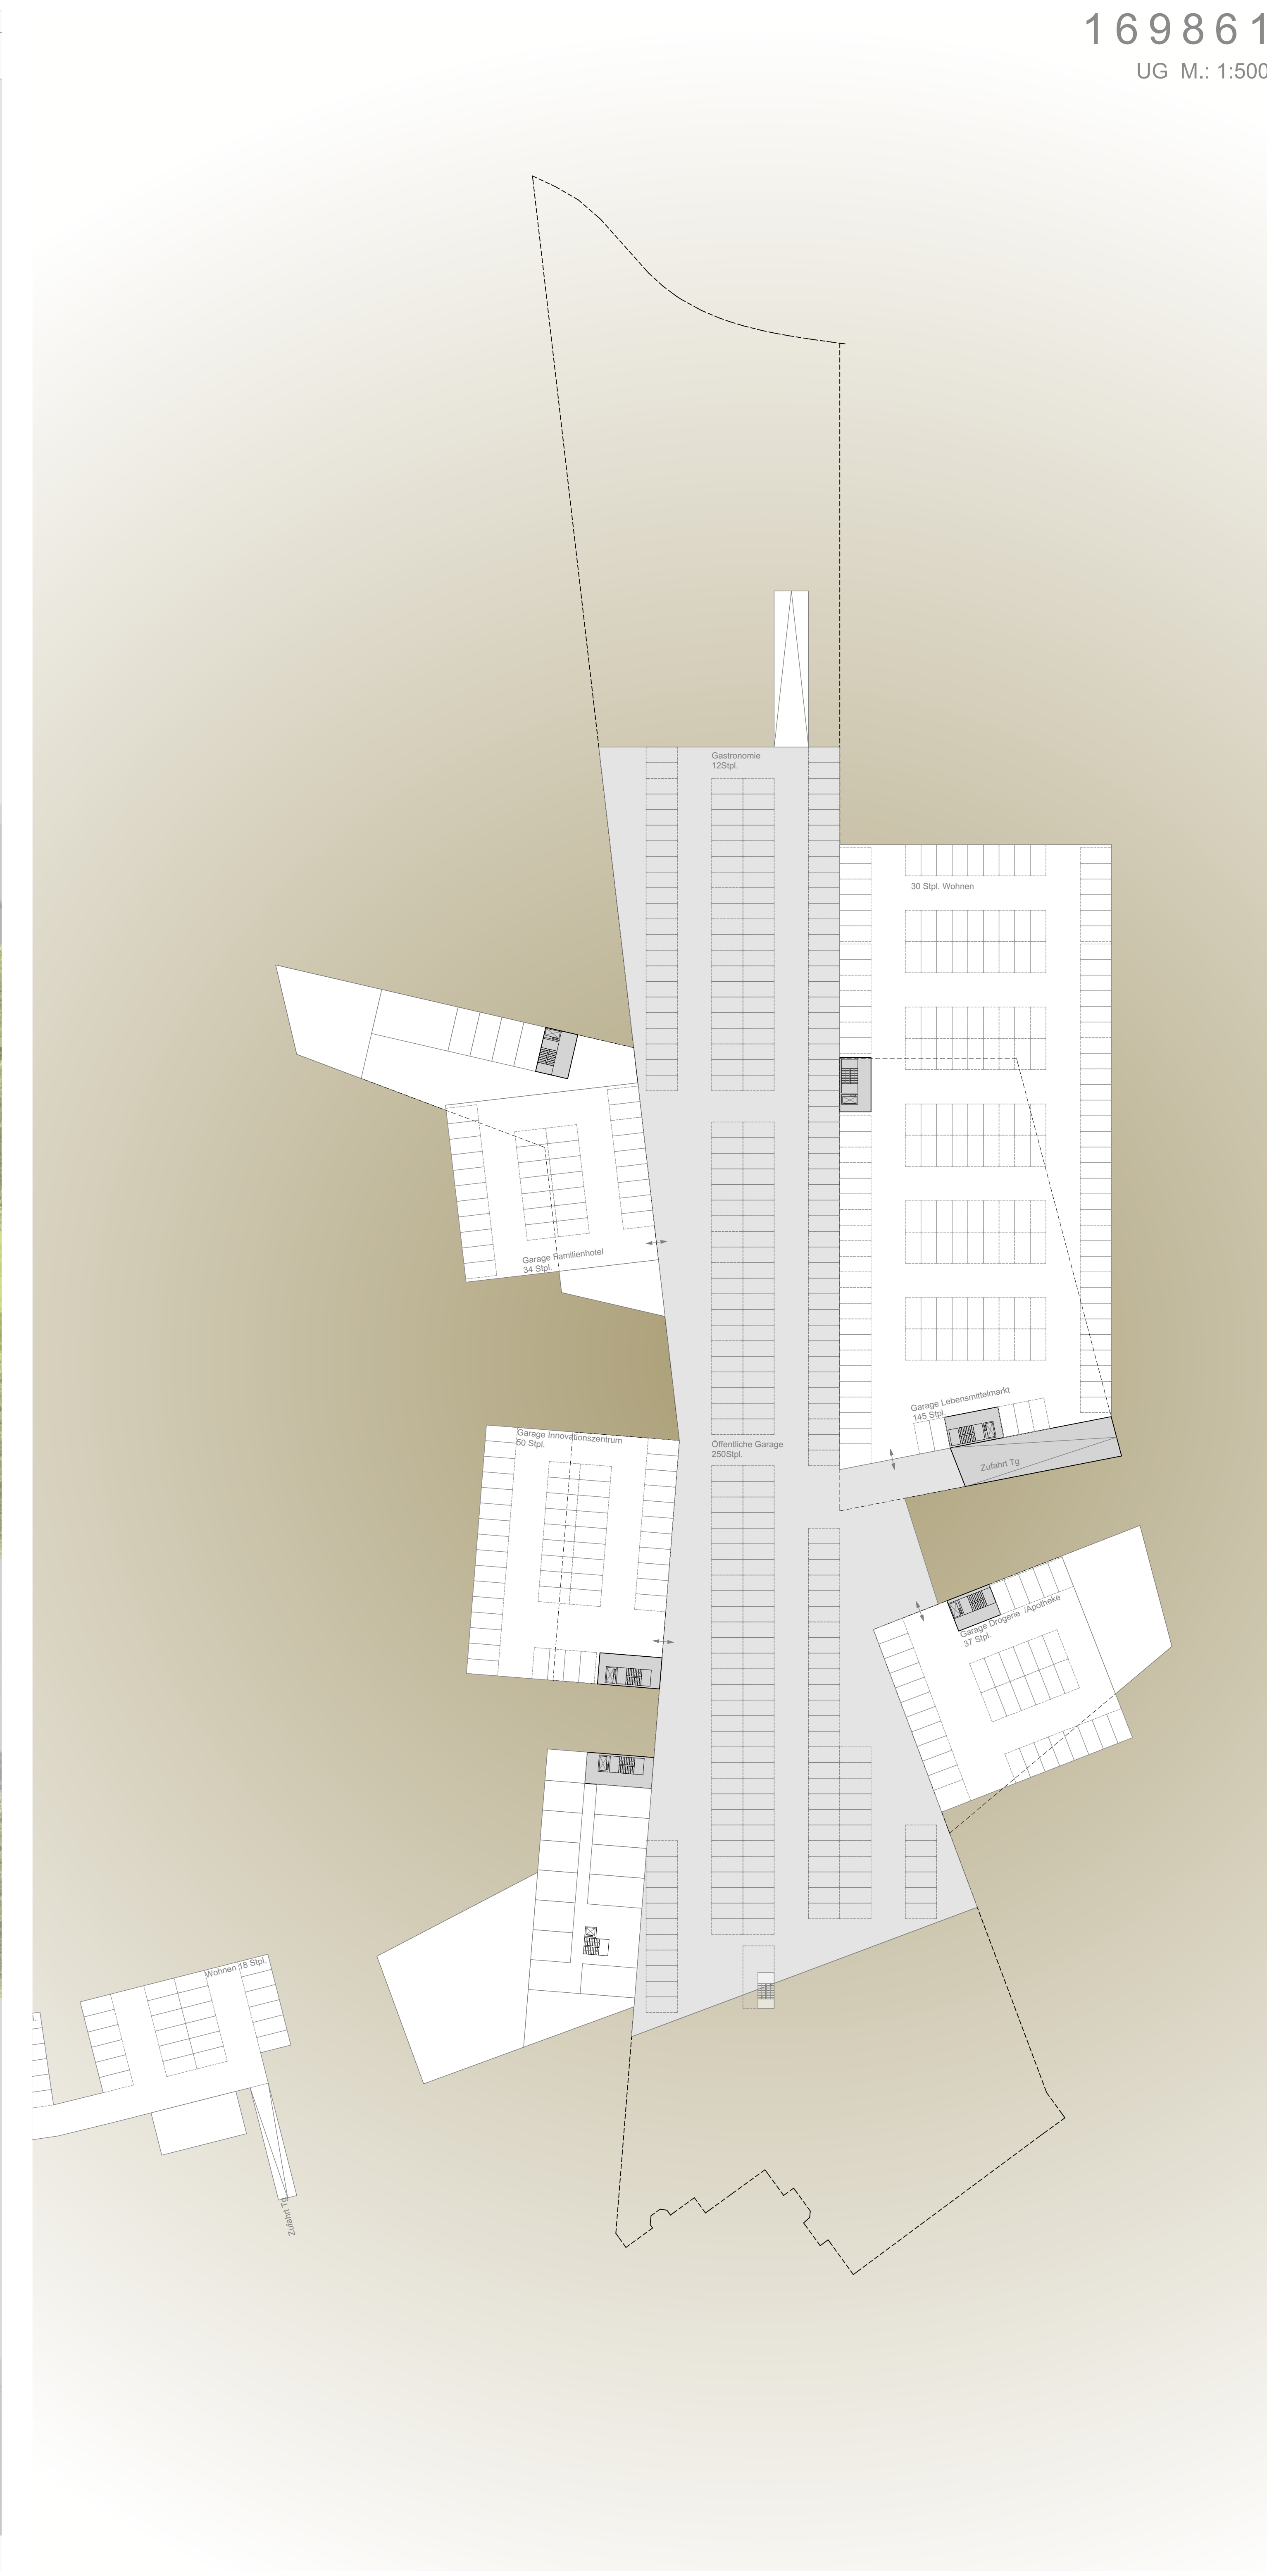 169861
UG M.: 1:500
Gastronomie
12Stpl.
30 Stpl. Wohnen
Garage Familienhotel
34 Stpl.
Garage Lebensmittelmarkt
145 Stpl.
Zufahrt Tg
Garage Innovationszentrum
50 Stpl.
Öffentliche Garage
250Stpl.
Garage Drogerie /Apotheke
37 Stpl.
Wohnen 18 Stpl.
Zufahrt Tg